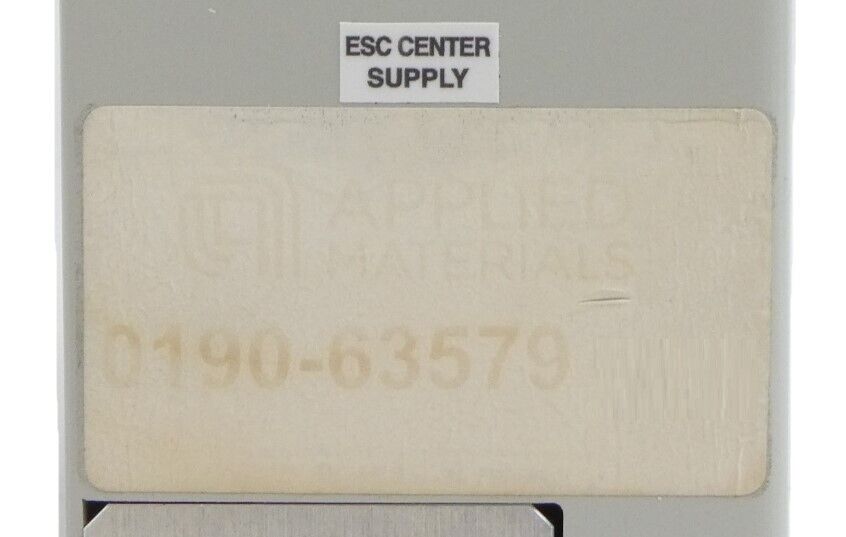 ESC CENTER
SUPPLY
APPLIED
MATERIALS
0190-63579